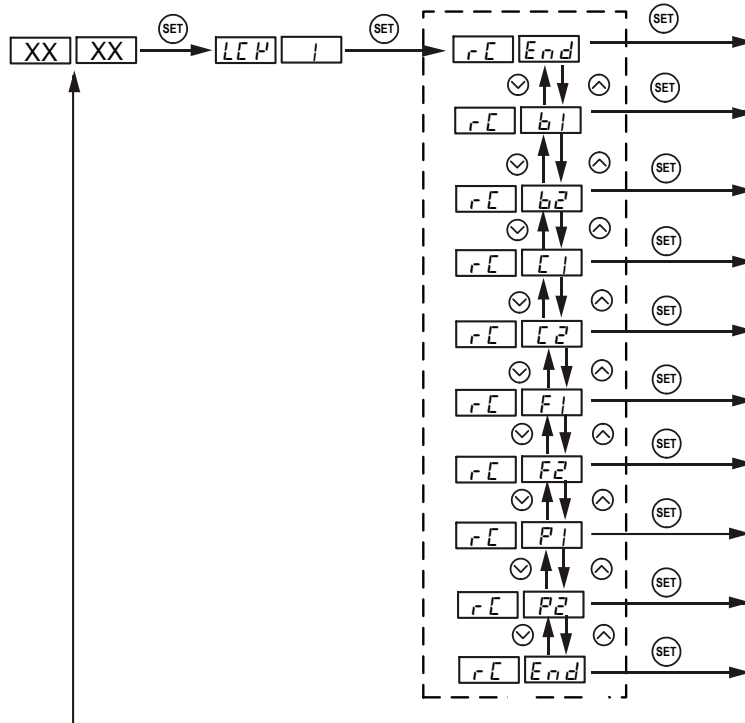 SET
SET
SET
XX XX
LCK 1
rC End
SET
rC b1
SET
rC b2
SET
rC C1
SET
rC C2
SET
rC F1
SET
rC F2
SET
rC P1
SET
rC P2
SET
rC End